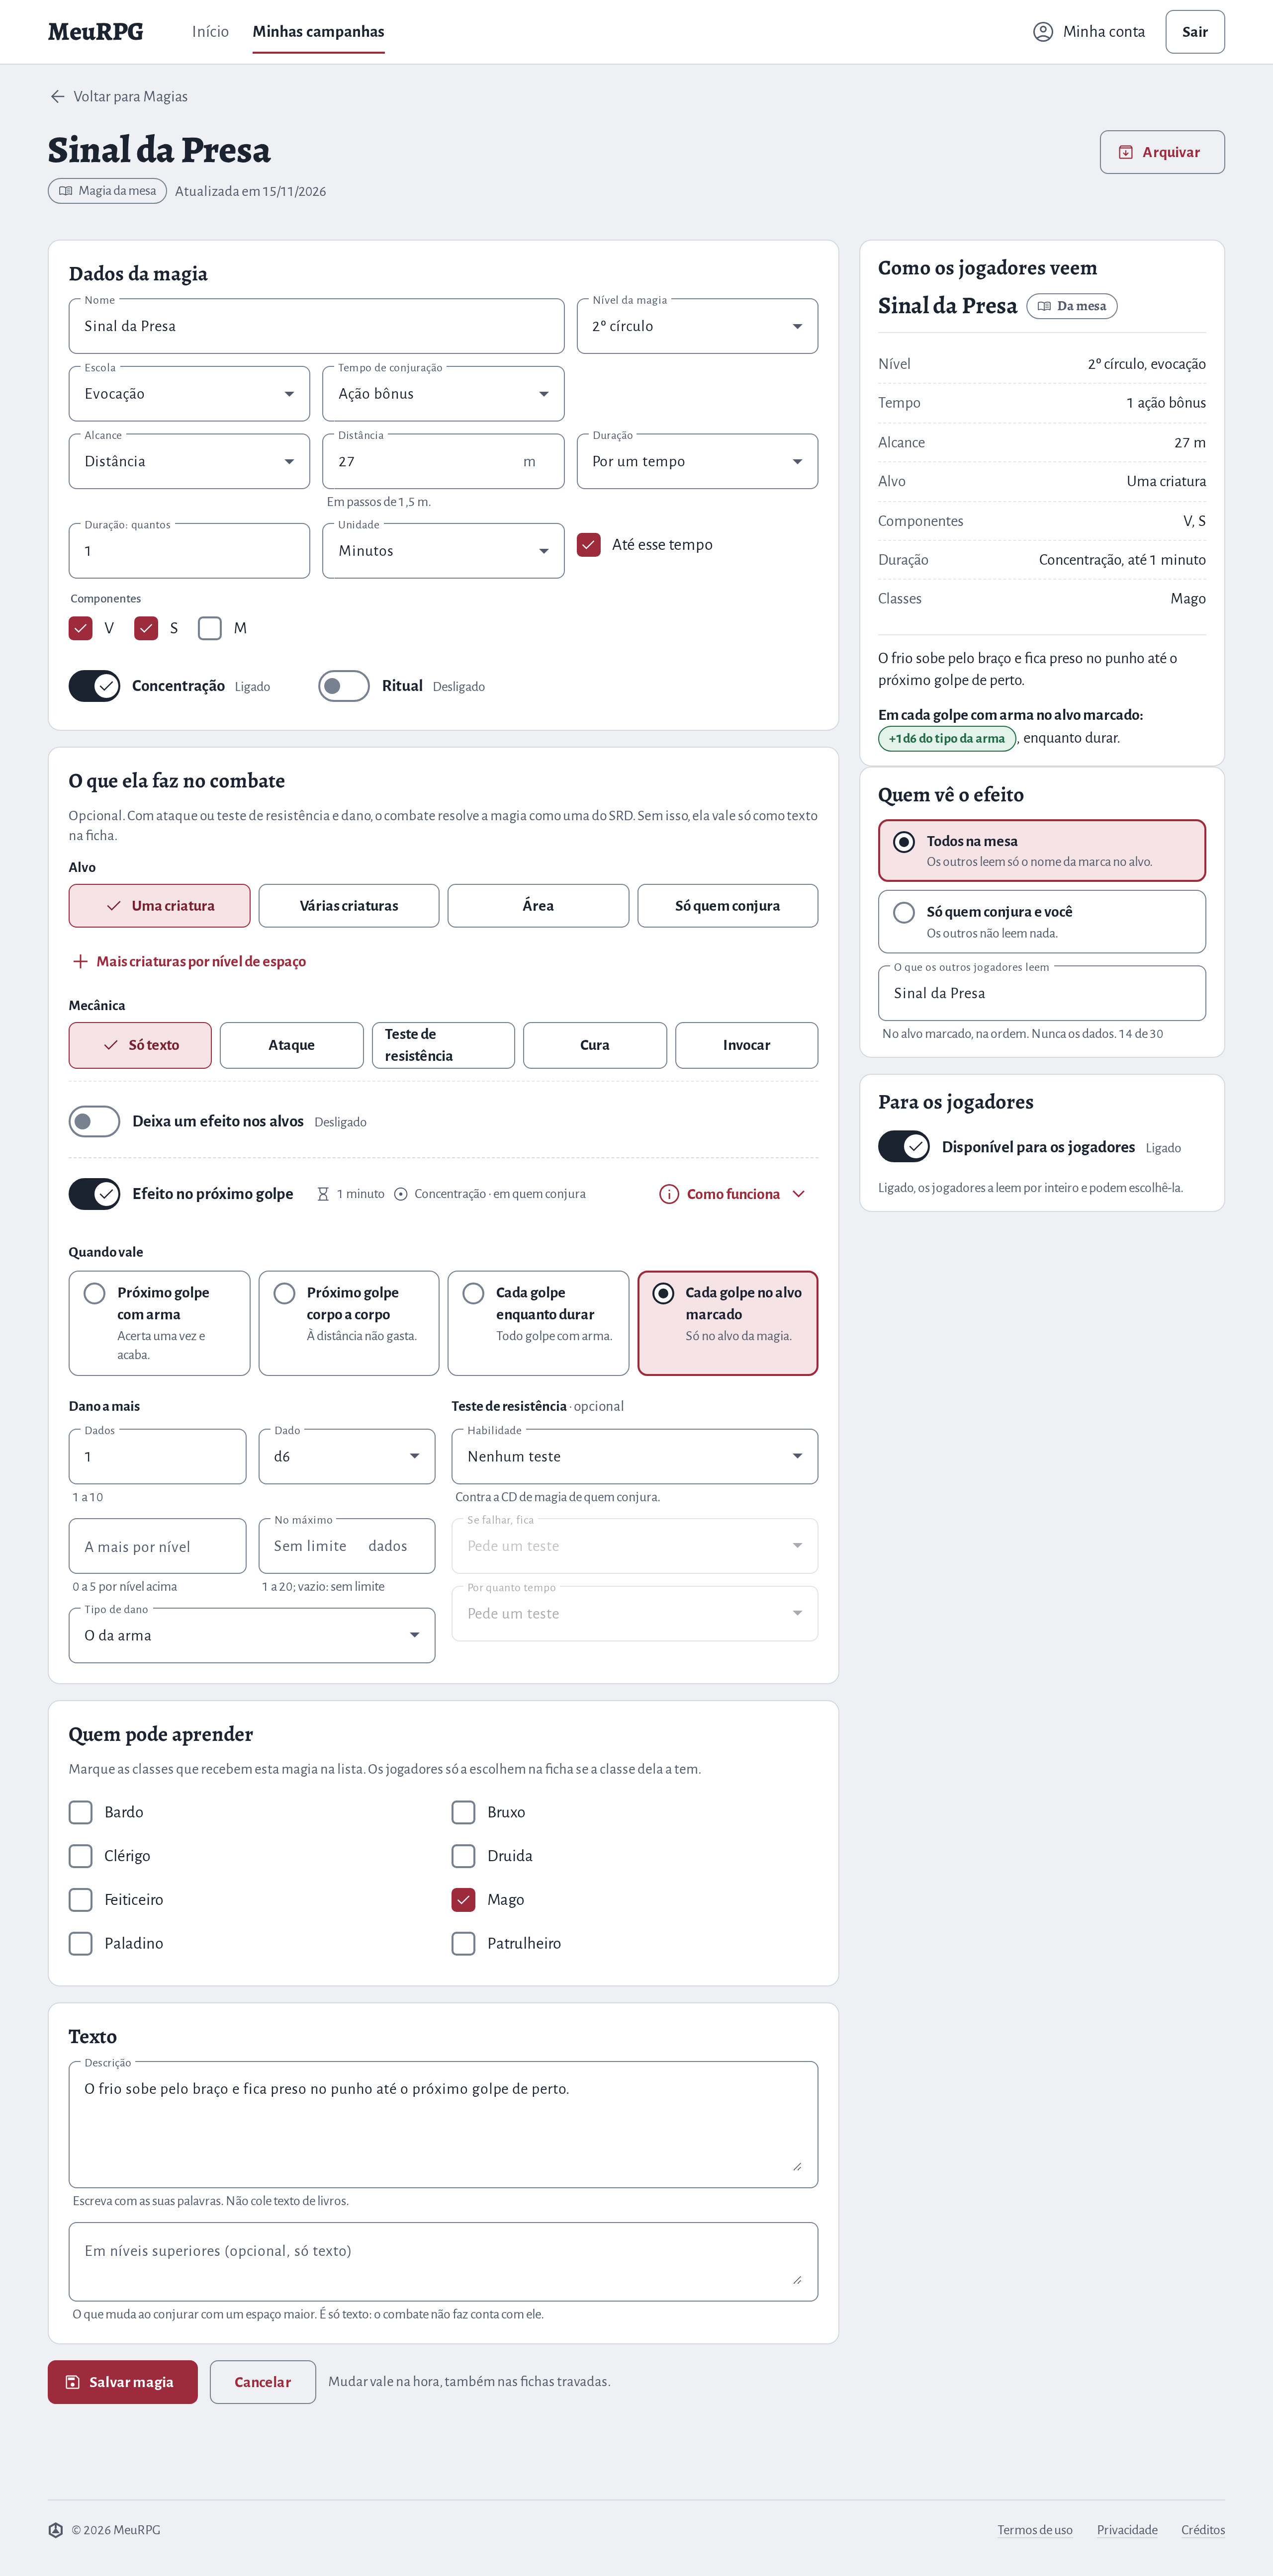 MeuRPG
Início
Minhas campanhas
Minha conta
Sair
Voltar para Magias
Sinal da Presa
Arquivar
Magia da mesa
Atualizada em 15/11/2026
Dados da magia
Nome
Sinal da Presa
Nível da magia
2º círculo
Escola
Evocação
Tempo de conjuração
Ação bônus
Alcance
Distância
Distância
27 m
Duração
Por um tempo
Em passos de 1,5 m.
Duração: quantos
1
Unidade
Minutos
Até esse tempo
Componentes
V
S
M
Concentração Ligado
Ritual Desligado
O que ela faz no combate
Opcional. Com ataque ou teste de resistência e dano, o combate resolve a magia como uma do SRD. Sem isso, ela vale só como texto
na ficha.
Alvo
Uma criatura
Várias criaturas
Área
Só quem conjura
Mais criaturas por nível de espaço
Mecânica
Só texto
Ataque
Teste de
resistência
Cura
Invocar
Deixa um efeito nos alvos Desligado
Efeito no próximo golpe
1 minuto
Concentração · em quem conjura
Como funciona
Quando vale
Próximo golpe
com arma
Acerta uma vez e
acaba.
Próximo golpe
corpo a corpo
À distância não gasta.
Cada golpe
enquanto durar
Todo golpe com arma.
Cada golpe no alvo
marcado
Só no alvo da magia.
Dano a mais
Dados
1
1 a 10
Dado
d6
A mais por nível
0 a 5 por nível acima
No máximo
Sem limite dados
1 a 20; vazio: sem limite
Tipo de dano
O da arma
Teste de resistência · opcional
Habilidade
Nenhum teste
Contra a CD de magia de quem conjura.
Se falhar, fica
Pede um teste
Por quanto tempo
Pede um teste
Quem pode aprender
Marque as classes que recebem esta magia na lista. Os jogadores só a escolhem na ficha se a classe dela a tem.
Bardo
Bruxo
Clérigo
Druida
Feiticeiro
Mago
Paladino
Patrulheiro
Texto
Descrição
O frio sobe pelo braço e fica preso no punho até o próximo golpe de perto.
Escreva com as suas palavras. Não cole texto de livros.
Em níveis superiores (opcional, só texto)
O que muda ao conjurar com um espaço maior. É só texto: o combate não faz conta com ele.
Salvar magia
Cancelar
Mudar vale na hora, também nas fichas travadas.
Como os jogadores veem
Sinal da Presa
Da mesa
Nível 2º círculo, evocação
Tempo 1 ação bônus
Alcance 27 m
Alvo Uma criatura
Componentes V, S
Duração Concentração, até 1 minuto
Classes Mago
O frio sobe pelo braço e fica preso no punho até o
próximo golpe de perto.
Em cada golpe com arma no alvo marcado:
+1d6 do tipo da arma , enquanto durar.
Quem vê o efeito
Todos na mesa
Os outros leem só o nome da marca no alvo.
Só quem conjura e você
Os outros não leem nada.
O que os outros jogadores leem
Sinal da Presa
No alvo marcado, na ordem. Nunca os dados. 14 de 30
Para os jogadores
Disponível para os jogadores Ligado
Ligado, os jogadores a leem por inteiro e podem escolhê-la.
© 2026 MeuRPG
Termos de uso
Privacidade
Créditos